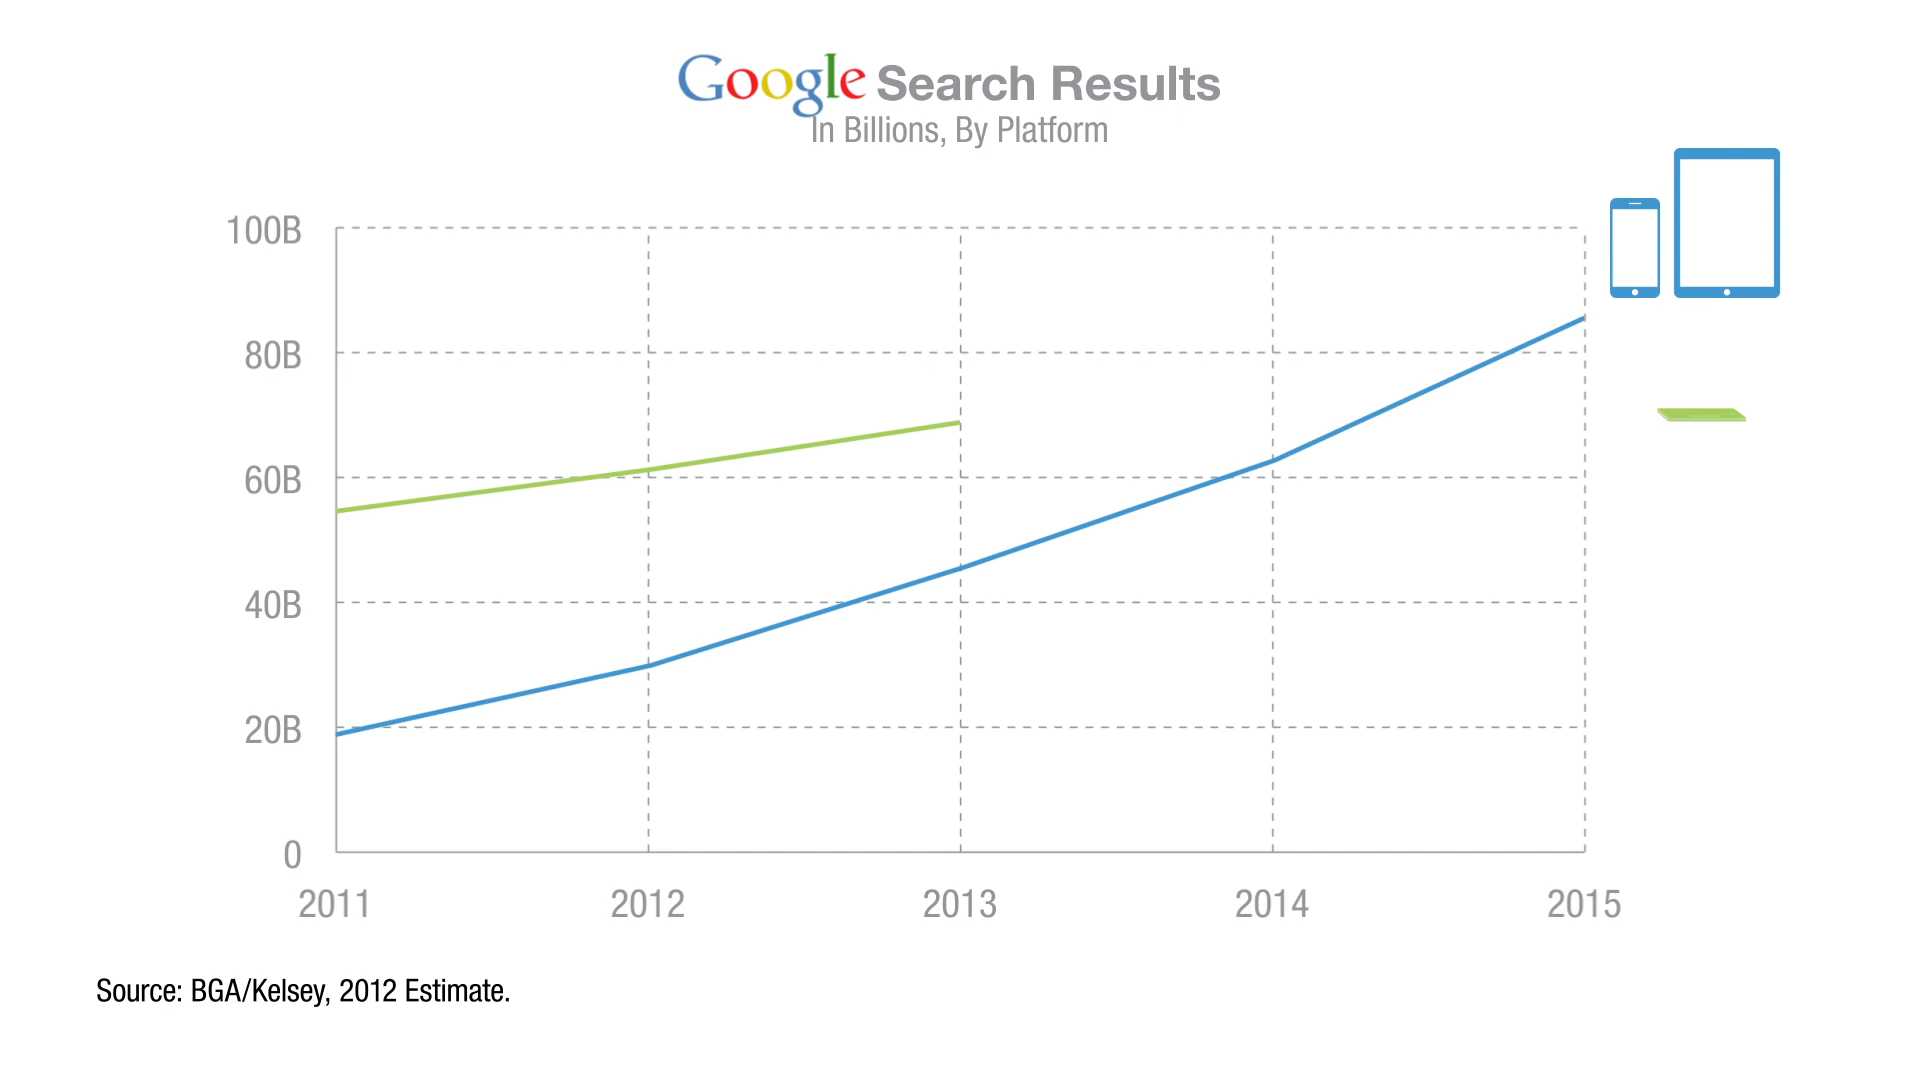 Google Search Results
In Billions, By Platform
100B
80B
60B
40B
20B
0
2011 2012 2013 2014 2015
Source: BGA/Kelsey, 2012 Estimate.